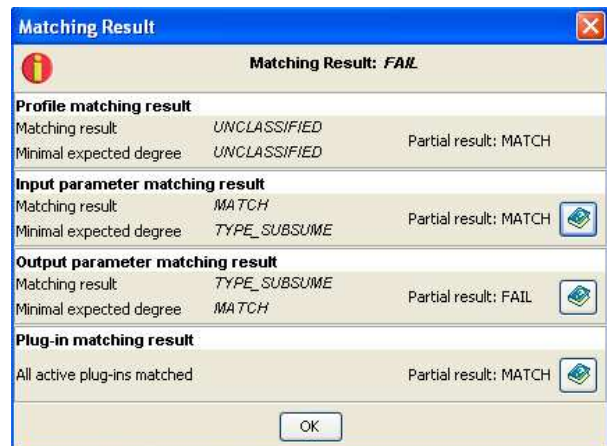 Matching Result
Matching Result: FAIL
Profile matching result
Matching result UNCLASSIFIED
Minimal expected degree UNCLASSIFIED
Partial result: MATCH
Input parameter matching result
Matching result MATCH
Minimal expected degree TYPE_SUBSUME
Partial result: MATCH
Output parameter matching result
Matching result TYPE_SUBSUME
Minimal expected degree MATCH
Partial result: FAIL
Plug-in matching result
All active plug-ins matched Partial result: MATCH
OK